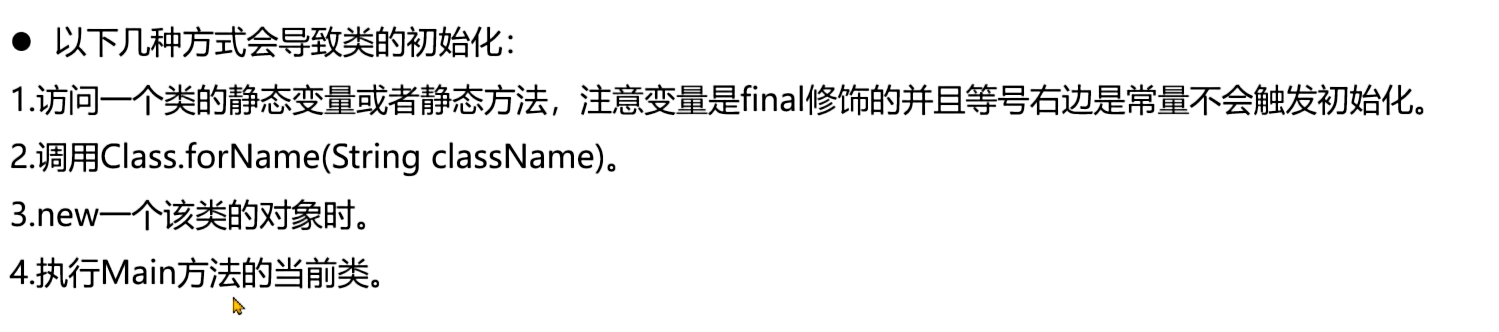 ● 以下几种方式会导致类的初始化：
1.访问一个类的静态变量或者静态方法，注意变量是final修饰的并且等号右边是常量不会触发初始化。
2.调用Class.forName(String className)。
3.new一个该类的对象时。
4.执行Main方法的当前类。